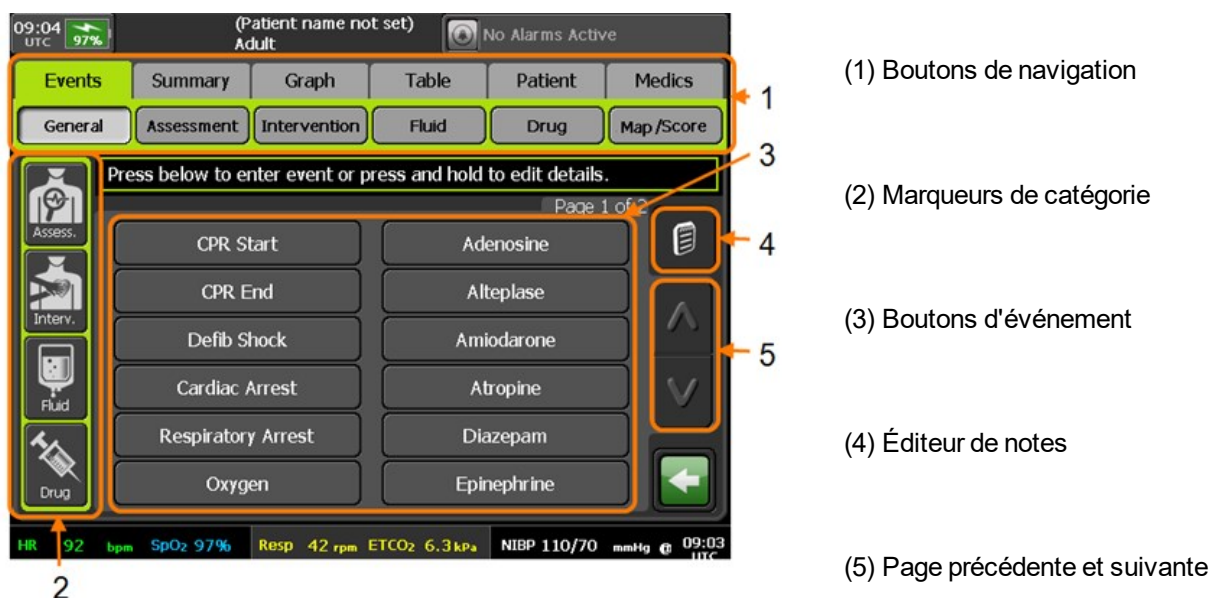 09:04 (Patient name not set) No Alarms Active
UTC 97% Adult
Events Summary Graph Table Patient Medics
General Assessment Intervention Fluid Drug Map/Score
1
Press below to enter event or press and hold to edit details.
3
Page 1 of 2
Assess.
Interv.
Fluid
Drug
CPR Start Adenosine
CPR End Alteplase
Defib Shock Amiodarone
Cardiac Arrest Atropine
Respiratory Arrest Diazepam
Oxygen Epinephrine
4
5
HR 92 bpm SpO2 97% Resp 42 rpm ETCO2 6.3 kPa NIBP 110/70 mmHg @ 09:03
UTC
2
(1) Boutons de navigation
(2) Marqueurs de catégorie
(3) Boutons d'événement
(4) Éditeur de notes
(5) Page précédente et suivante